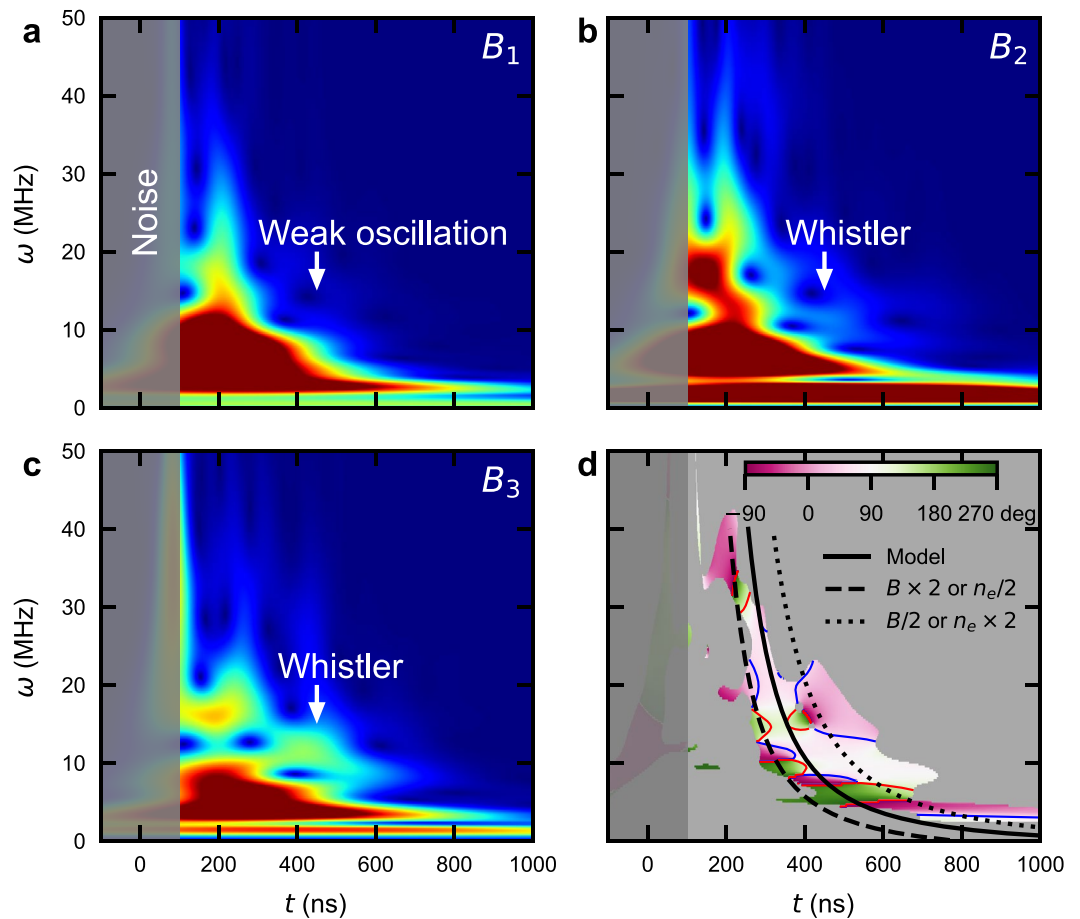 a
B1
50
40
30
20
10
0
ω (MHz)
Noise
Weak oscillation
b
B2
Whistler
c
B3
50
40
30
20
10
0
ω (MHz)
Whistler
0
200
400
600
800
1000
t (ns)
d
−90
0
90
180
270 deg
Model
B × 2 or ne/2
B/2 or ne × 2
0
200
400
600
800
1000
t (ns)